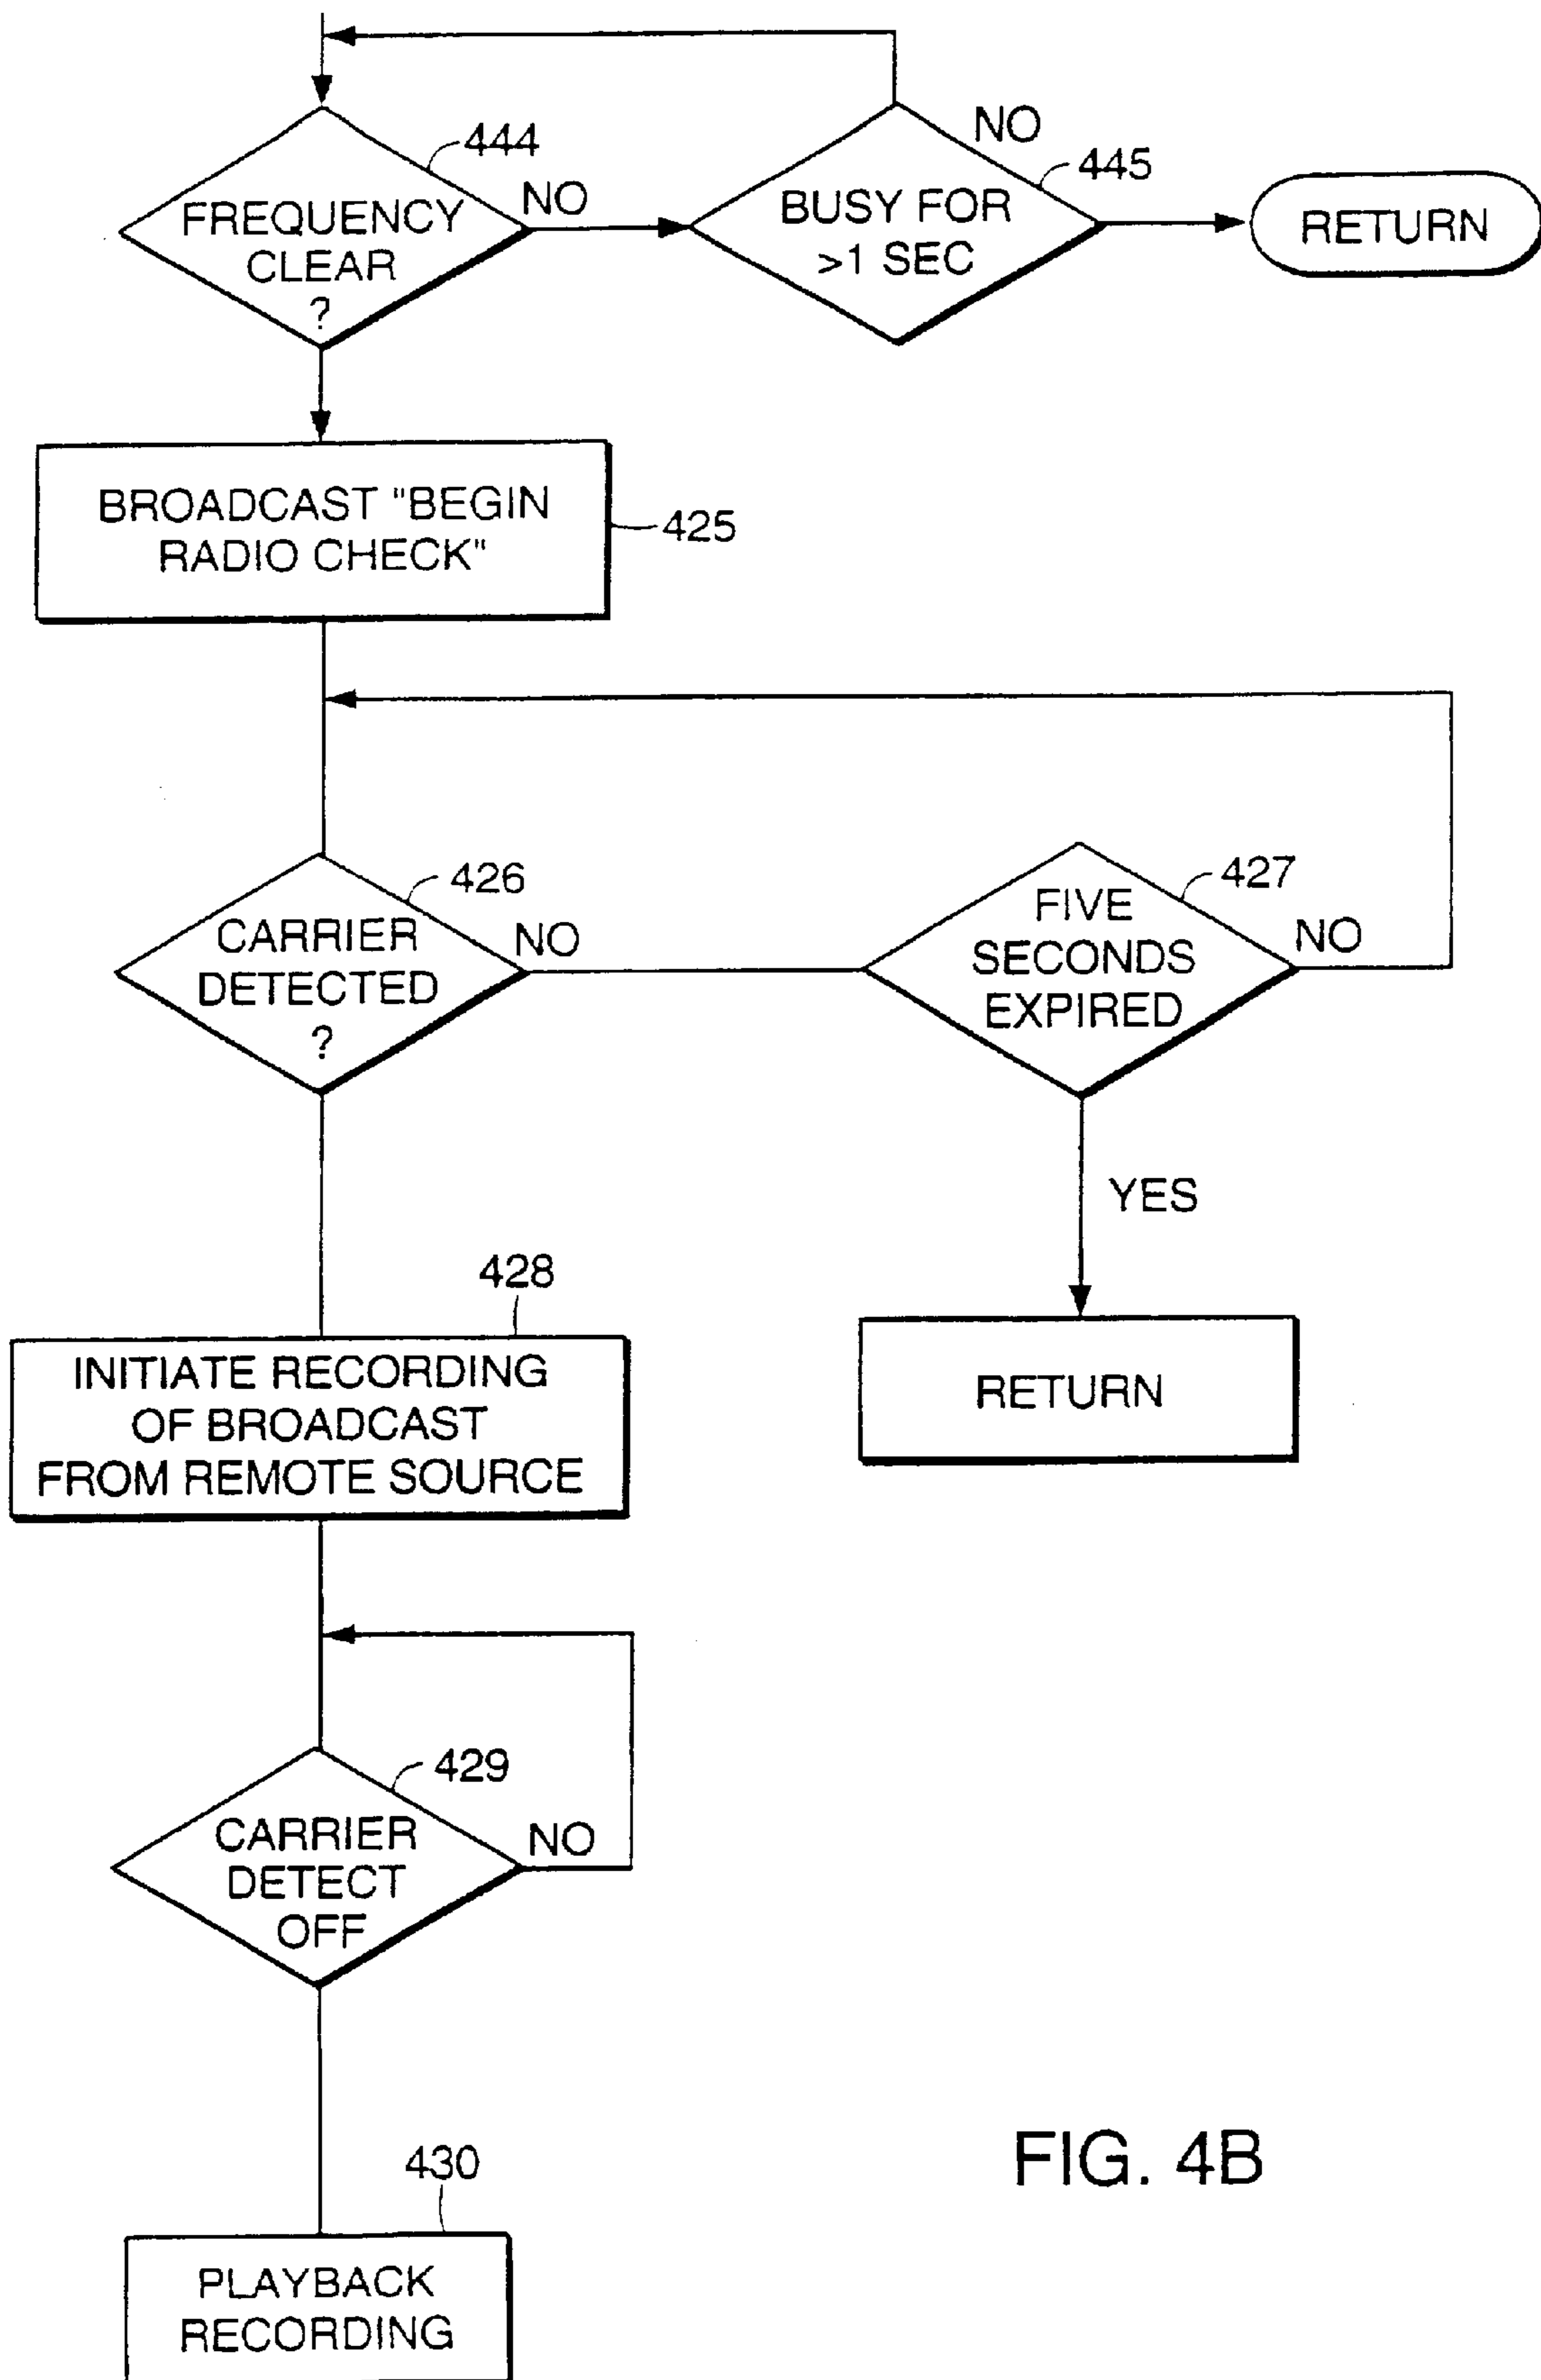 444
FREQUENCY
CLEAR
?
NO
NO
445
BUSY FOR
>1 SEC
RETURN
BROADCAST "BEGIN
RADIO CHECK"
425
426
CARRIER
DETECTED
?
NO
427
FIVE
SECONDS
EXPIRED
NO
YES
RETURN
428
INITIATE RECORDING
OF BROADCAST
FROM REMOTE SOURCE
429
CARRIER
DETECT
OFF
NO
430
PLAYBACK
RECORDING
FIG. 4B